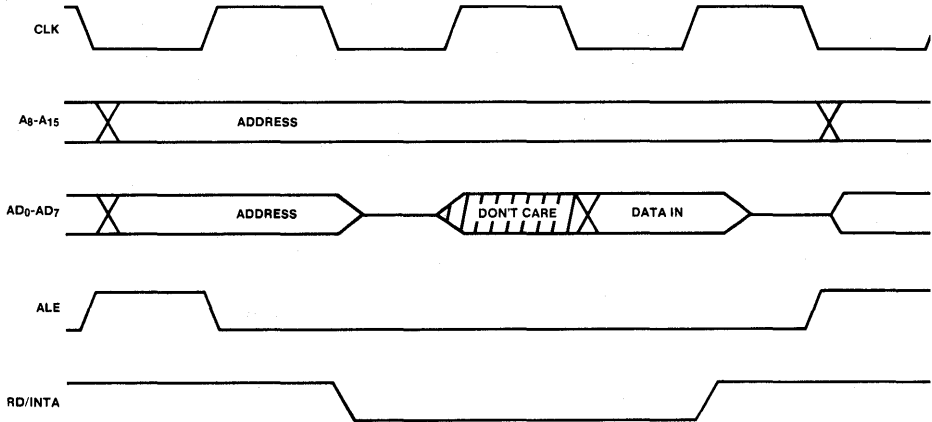 CLK
A8-A15
ADDRESS
AD0-AD7
ADDRESS
DON'T CARE
DATA IN
ALE
RD/INTA